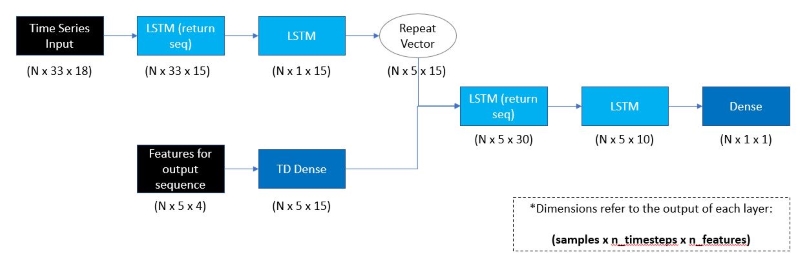 Time Series
Input
(N x 33 x 18)
LSTM (return
seq)
(N x 33 x 15)
LSTM
(N x 1 x 15)
Repeat
Vector
(N x 5 x 15)
LSTM (return
seq)
(N x 5 x 30)
LSTM
(N x 5 x 10)
Dense
(N x 1 x 1)
Features for
output
sequence
(N x 5 x 4)
TD Dense
(N x 5 x 15)
*Dimensions refer to the output of each layer:
(samples x n_timesteps x n_features)